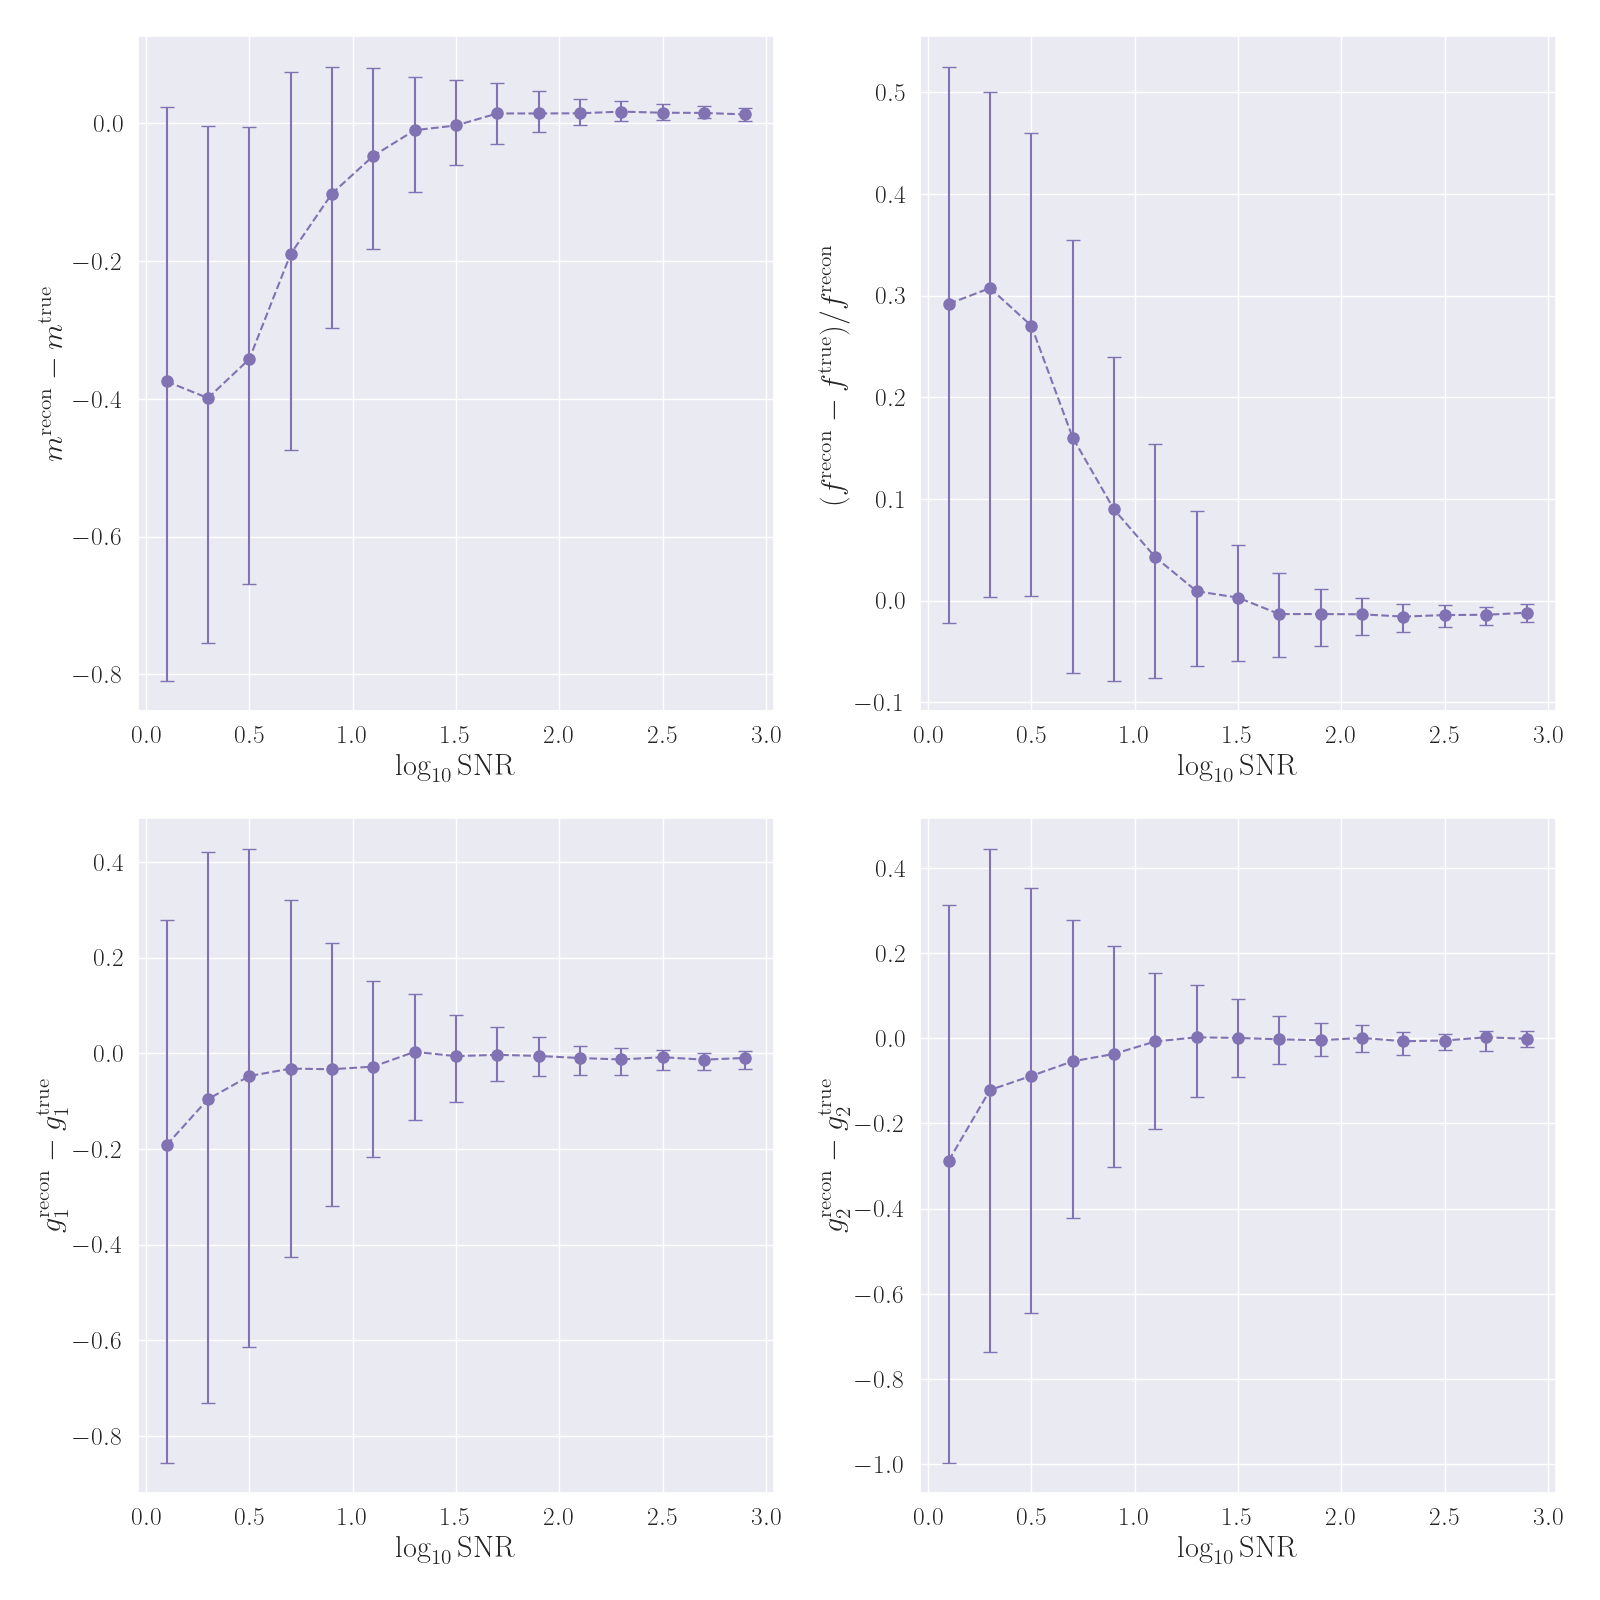 0.0
−0.2
−0.4
−0.6
−0.8
m^recon − m^true
0.0 0.5 1.0 1.5 2.0 2.5 3.0
log₁₀ SNR
0.5
0.4
0.3
0.2
0.1
0.0
−0.1
(f^recon − f^true)/f^recon
0.0 0.5 1.0 1.5 2.0 2.5 3.0
log₁₀ SNR
0.4
0.2
0.0
−0.2
−0.4
−0.6
−0.8
g₁^recon − g₁^true
0.0 0.5 1.0 1.5 2.0 2.5 3.0
log₁₀ SNR
0.4
0.2
0.0
−0.2
−0.4
−0.6
−0.8
−1.0
g₂^recon − g₂^true
0.0 0.5 1.0 1.5 2.0 2.5 3.0
log₁₀ SNR